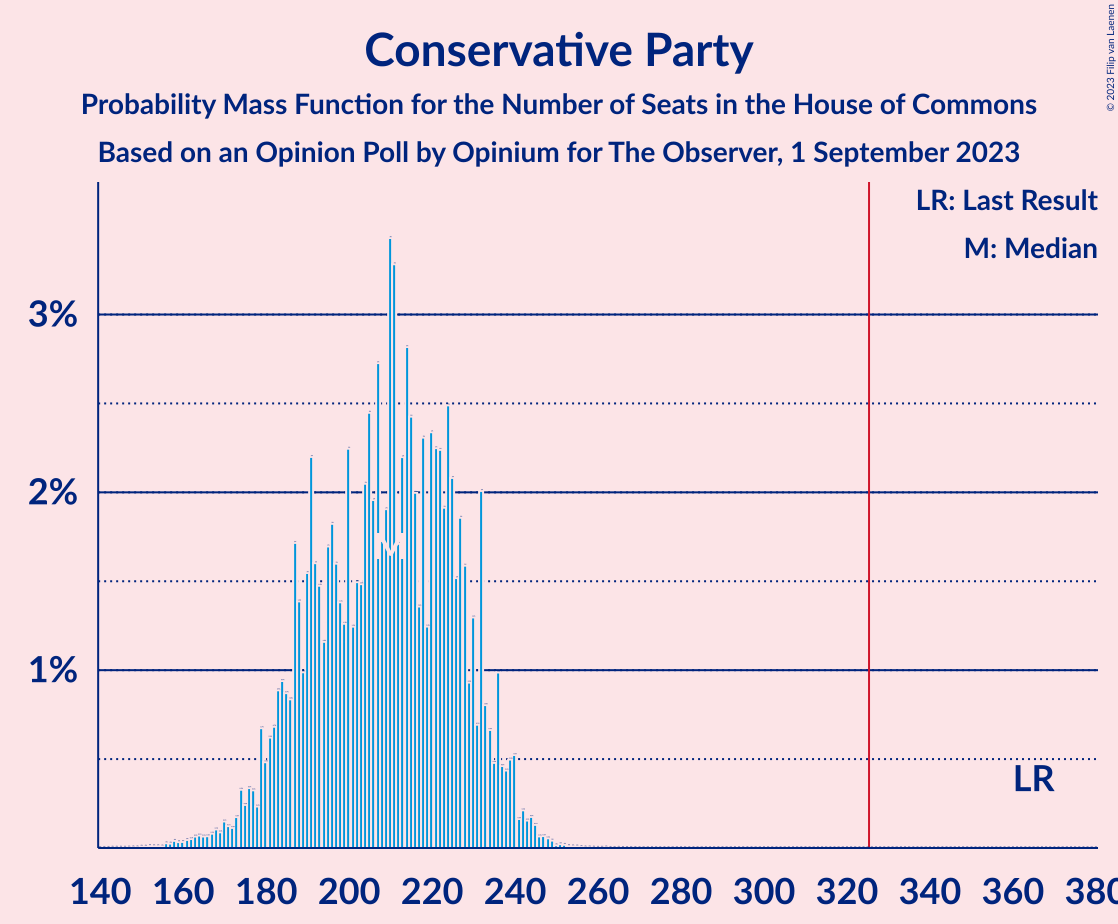 Conservative Party
Probability Mass Function for the Number of Seats in the House of Commons
Based on an Opinion Poll by Opinium for The Observer, 1 September 2023
© 2023 Filip van Laenen
LR: Last Result
M: Median
3%
2%
1%
M
LR
140 160 180 200 220 240 260 280 300 320 340 360 380